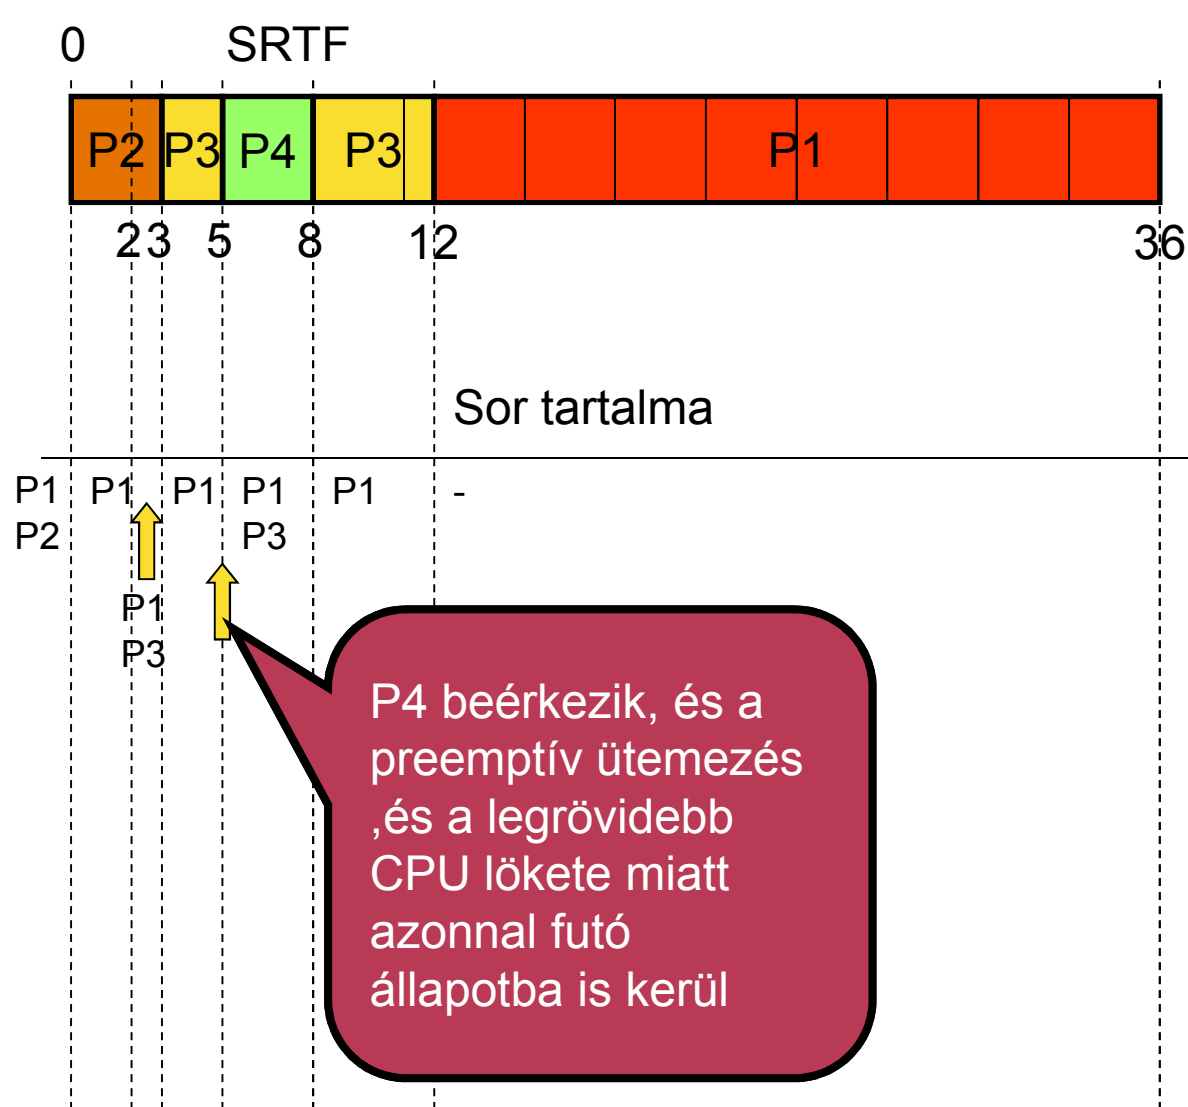 0 SRTF
P2 P3 P4 P3 P1
2 3 5 8 12 36
Sor tartalma
P1 P1 P1 P1 P1 -
P2 P3
P1
P3
P4 beérkezik, és a
preemptív ütemezés
,és a legrövidebb
CPU lökete miatt
azonnal futó
állapotba is kerül